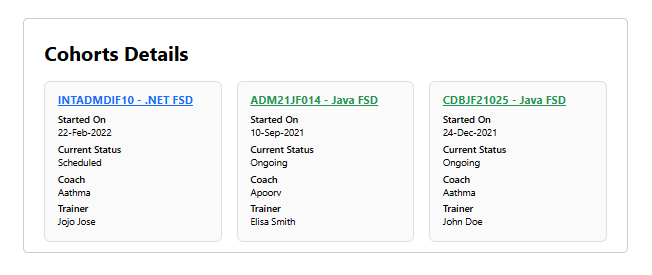 Cohorts Details
INTADMDIF10 - .NET FSD
Started On
22-Feb-2022
Current Status
Scheduled
Coach
Aathma
Trainer
Jojo Jose
ADM21JF014 - Java FSD
Started On
10-Sep-2021
Current Status
Ongoing
Coach
Apoorv
Trainer
Elisa Smith
CDBJF21025 - Java FSD
Started On
24-Dec-2021
Current Status
Ongoing
Coach
Aathma
Trainer
John Doe